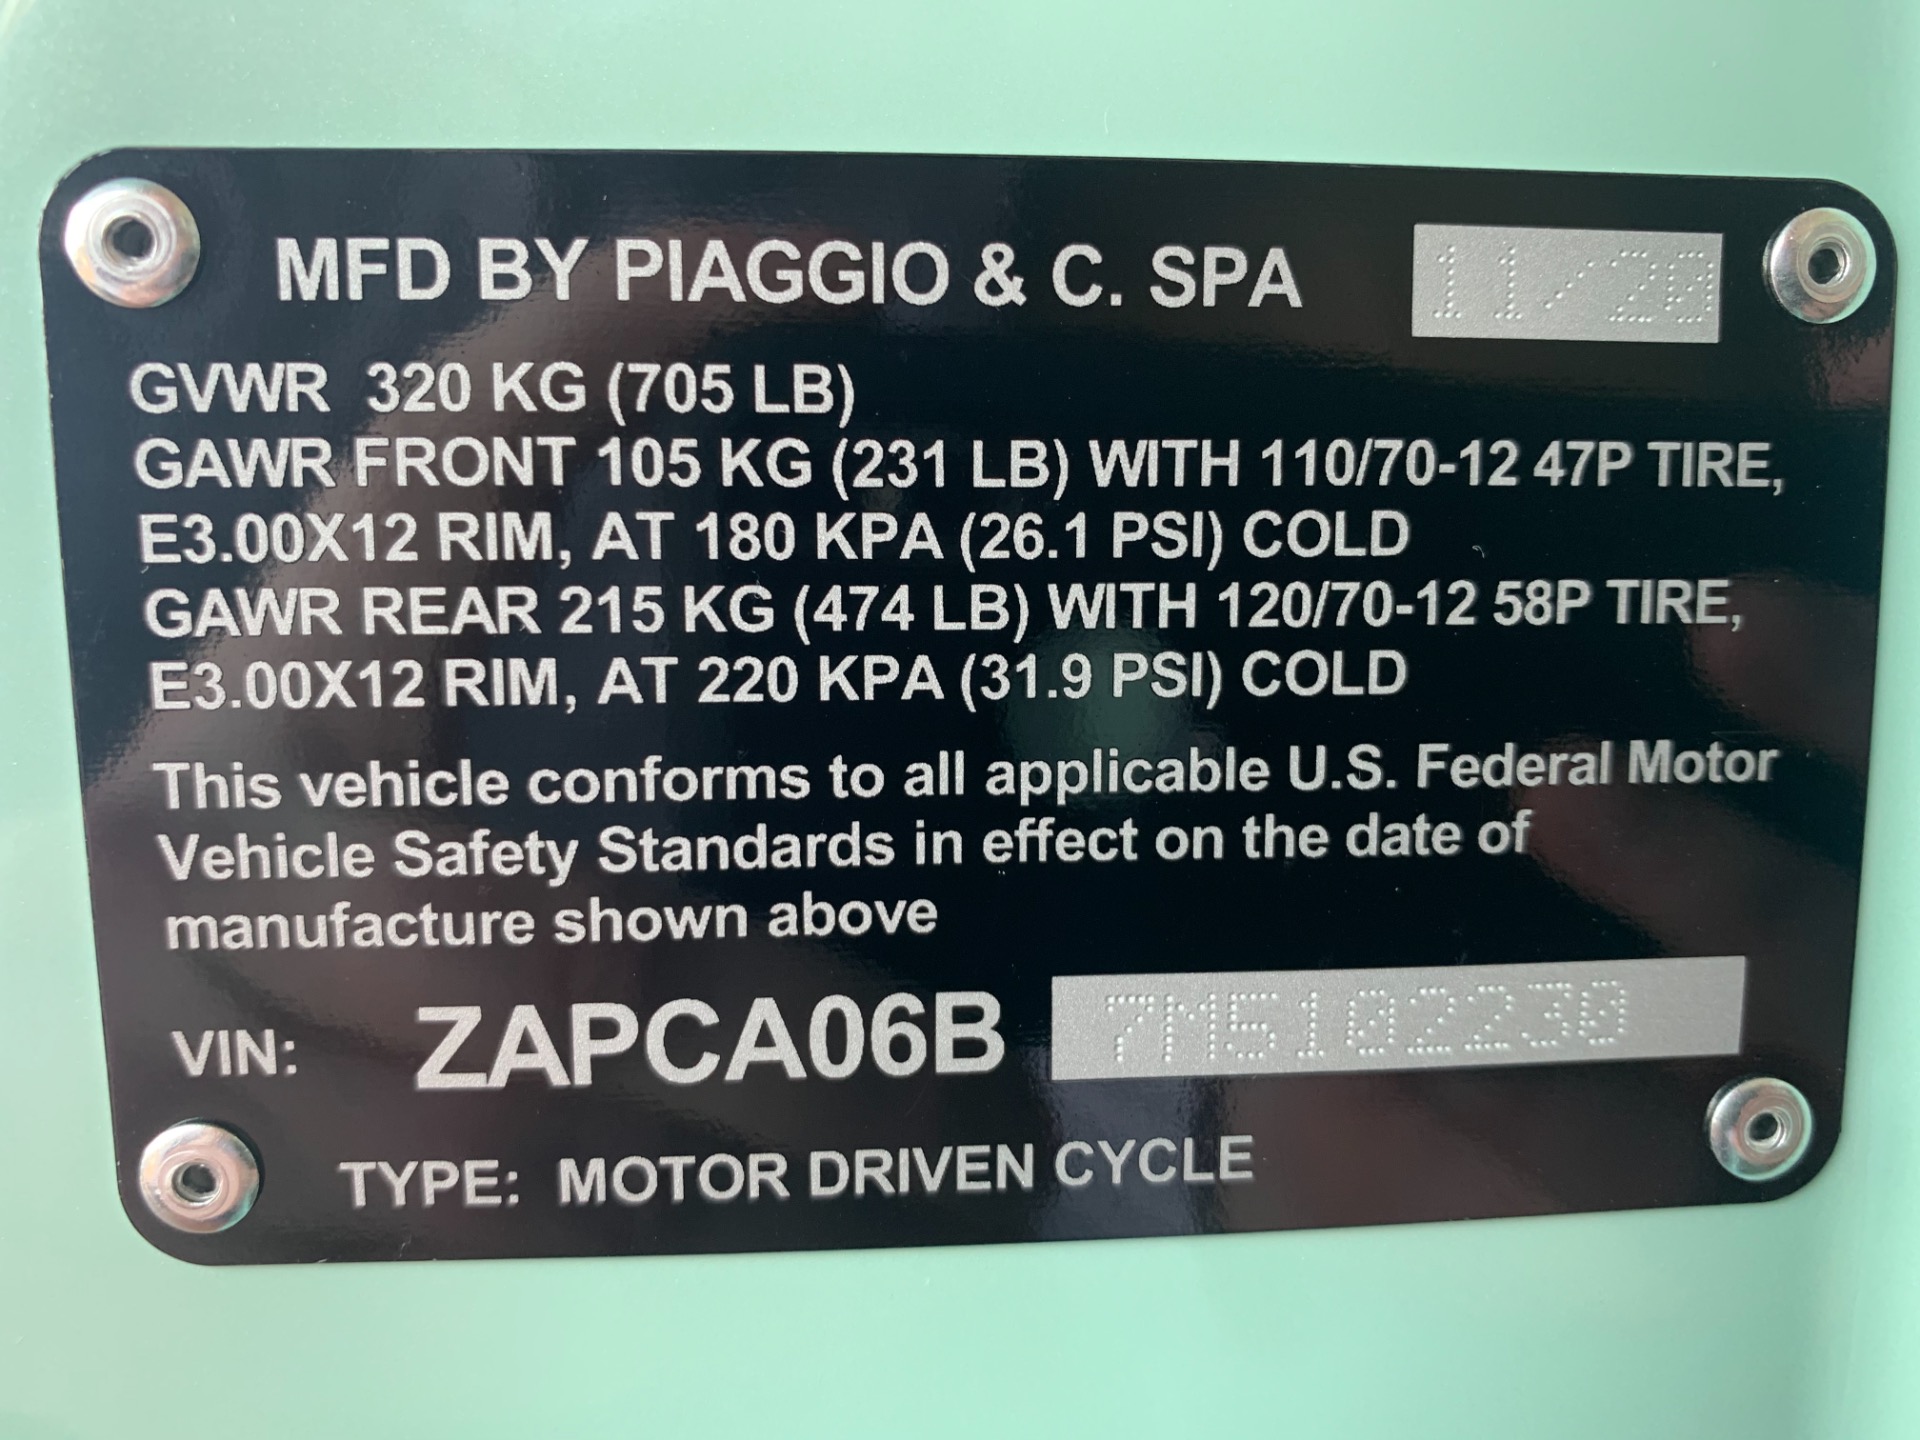 MFD BY PIAGGIO & C. SPA 11/20
GVWR 320 KG (705 LB)
GAWR FRONT 105 KG (231 LB) WITH 110/70-12 47P TIRE,
E3.00X12 RIM, AT 180 KPA (26.1 PSI) COLD
GAWR REAR 215 KG (474 LB) WITH 120/70-12 58P TIRE,
E3.00X12 RIM, AT 220 KPA (31.9 PSI) COLD
This vehicle conforms to all applicable U.S. Federal Motor
Vehicle Safety Standards in effect on the date of
manufacture shown above
VIN: ZAPCA06B 7M5102230
TYPE: MOTOR DRIVEN CYCLE